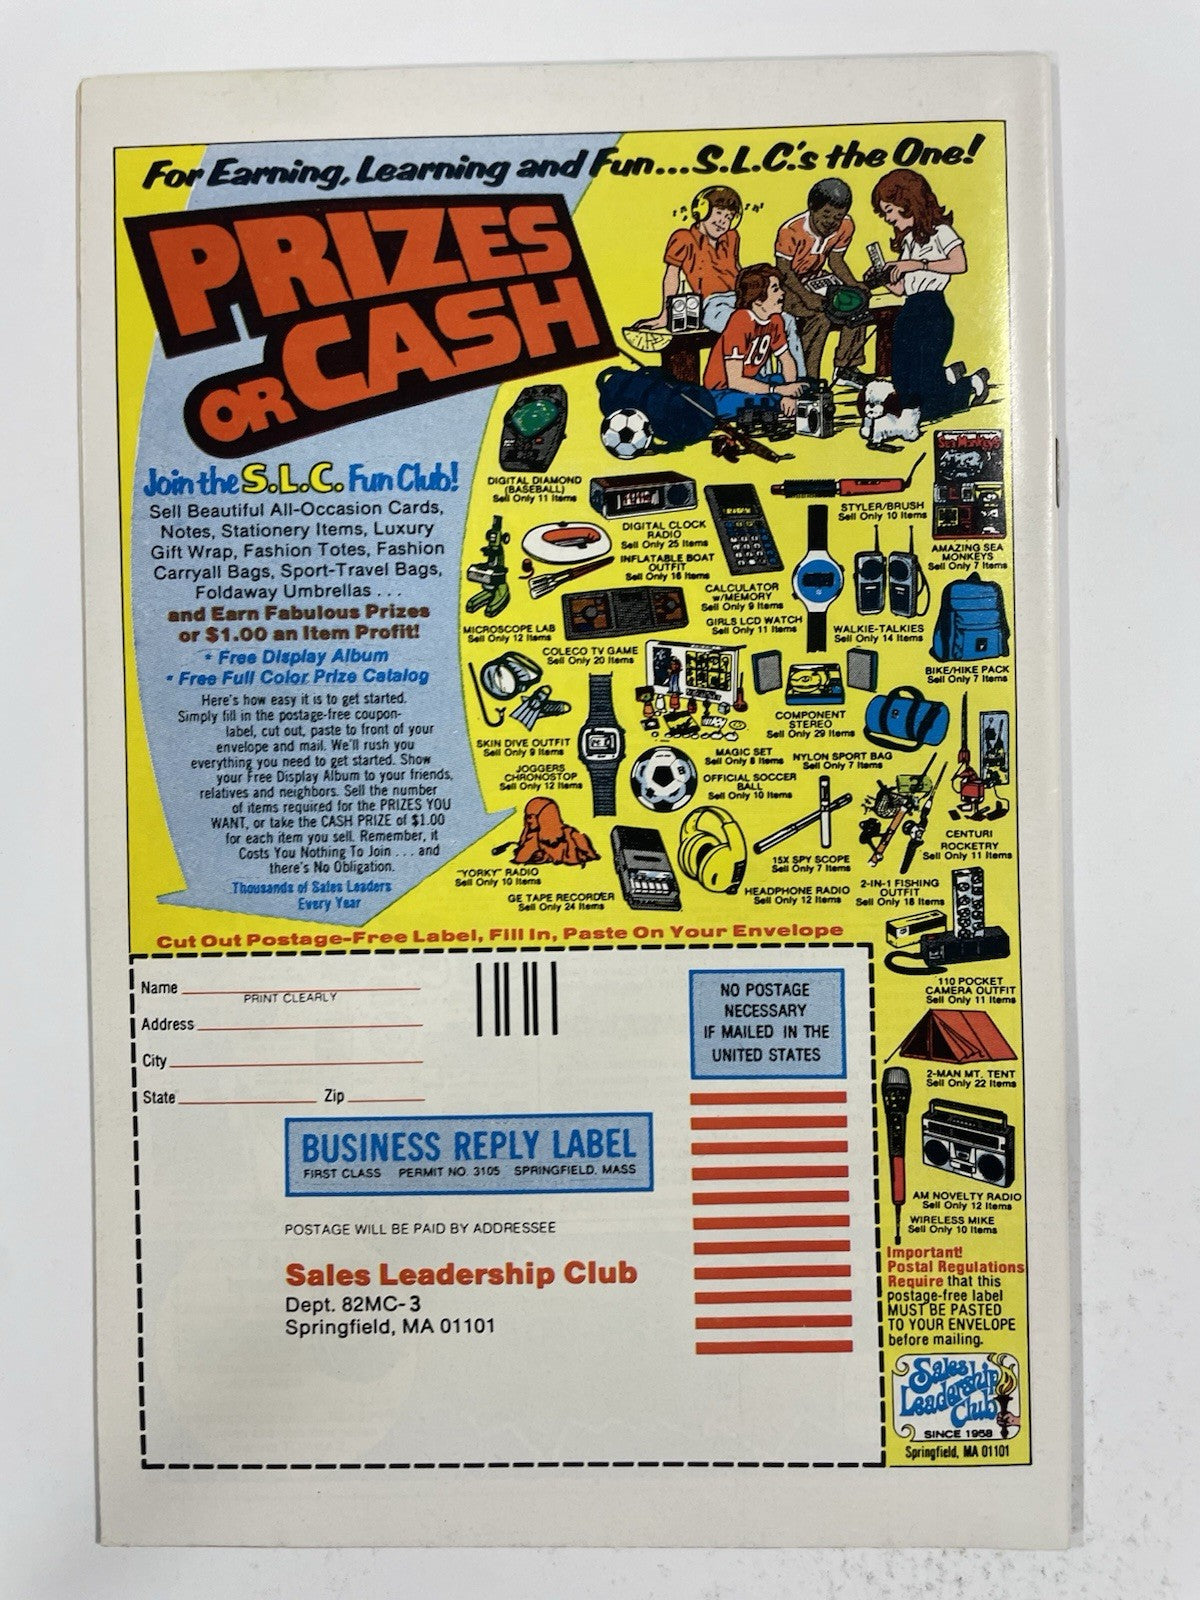 For Earning, Learning and Fun...S.L.C.'s the One!
PRIZES
OR CASH
Join the S.L.C. Fun Club!
Sell Beautiful All-Occasion Cards,
Notes, Stationery Items, Luxury
Gift Wrap, Fashion Totes, Fashion
Carryall Bags, Sport-Travel Bags,
Foldaway Umbrellas . . .
and Earn Fabulous Prizes
or $1.00 an Item Profit!
• Free Display Album
• Free Full Color Prize Catalog
Here's how easy it is to get started.
Simply fill in the postage-free coupon-
label, cut out, paste to front of your
envelope and mail. We'll rush you
everything you need to get started. Show
your Free Display Album to your friends,
relatives and neighbors. Sell the number
of items required for the PRIZES YOU
WANT, or take the CASH PRIZE of $1.00
for each item you sell. Remember, it
Costs You Nothing To Join . . . and
there's No Obligation.
Thousands of Sales Leaders
Every Year
19
DIGITAL DIAMOND
(BASEBALL)
Sell Only 11 Items
DIGITAL CLOCK
RADIO
Sell Only 25 Items
STYLER/BRUSH
Sell Only 10 Items
Sea Monkeys
AMAZING SEA
MONKEYS
Sell Only 7 Items
INFLATABLE BOAT
OUTFIT
Sell Only 16 Items
CALCULATOR
w/MEMORY
Sell Only 9 Items
MICROSCOPE LAB
Sell Only 12 Items
GIRLS LCD WATCH
Sell Only 11 Items
WALKIE-TALKIES
Sell Only 14 Items
COLECO TV GAME
Sell Only 20 Items
BIKE/HIKE PACK
Sell Only 7 Items
COMPONENT
STEREO
Sell Only 29 Items
SKIN DIVE OUTFIT
Sell Only 9 Items
MAGIC SET
Sell Only 8 Items
NYLON SPORT BAG
Sell Only 7 Items
JOGGERS
CHRONOSTOP
Sell Only 12 Items
OFFICIAL SOCCER
BALL
Sell Only 10 Items
CENTURI
ROCKETRY
Sell Only 11 Items
"YORKY" RADIO
Sell Only 10 Items
15X SPY SCOPE
Sell Only 7 Items
GE TAPE RECORDER
Sell Only 24 Items
HEADPHONE RADIO
Sell Only 12 Items
2-IN-1 FISHING
OUTFIT
Sell Only 18 Items
110 POCKET
CAMERA OUTFIT
Sell Only 11 Items
2-MAN MT. TENT
Sell Only 22 Items
AM NOVELTY RADIO
Sell Only 12 Items
WIRELESS MIKE
Sell Only 10 Items
Important!
Postal Regulations
Require that this
postage-free label
MUST BE PASTED
TO YOUR ENVELOPE
before mailing.
Sales
Leadership
Club
SINCE 1958
Springfield, MA 01101
Cut Out Postage-Free Label, Fill In, Paste On Your Envelope
Name
PRINT CLEARLY
Address
City
State Zip
NO POSTAGE
NECESSARY
IF MAILED IN THE
UNITED STATES
BUSINESS REPLY LABEL
FIRST CLASS PERMIT NO. 3105 SPRINGFIELD, MASS
POSTAGE WILL BE PAID BY ADDRESSEE
Sales Leadership Club
Dept. 82MC-3
Springfield, MA 01101